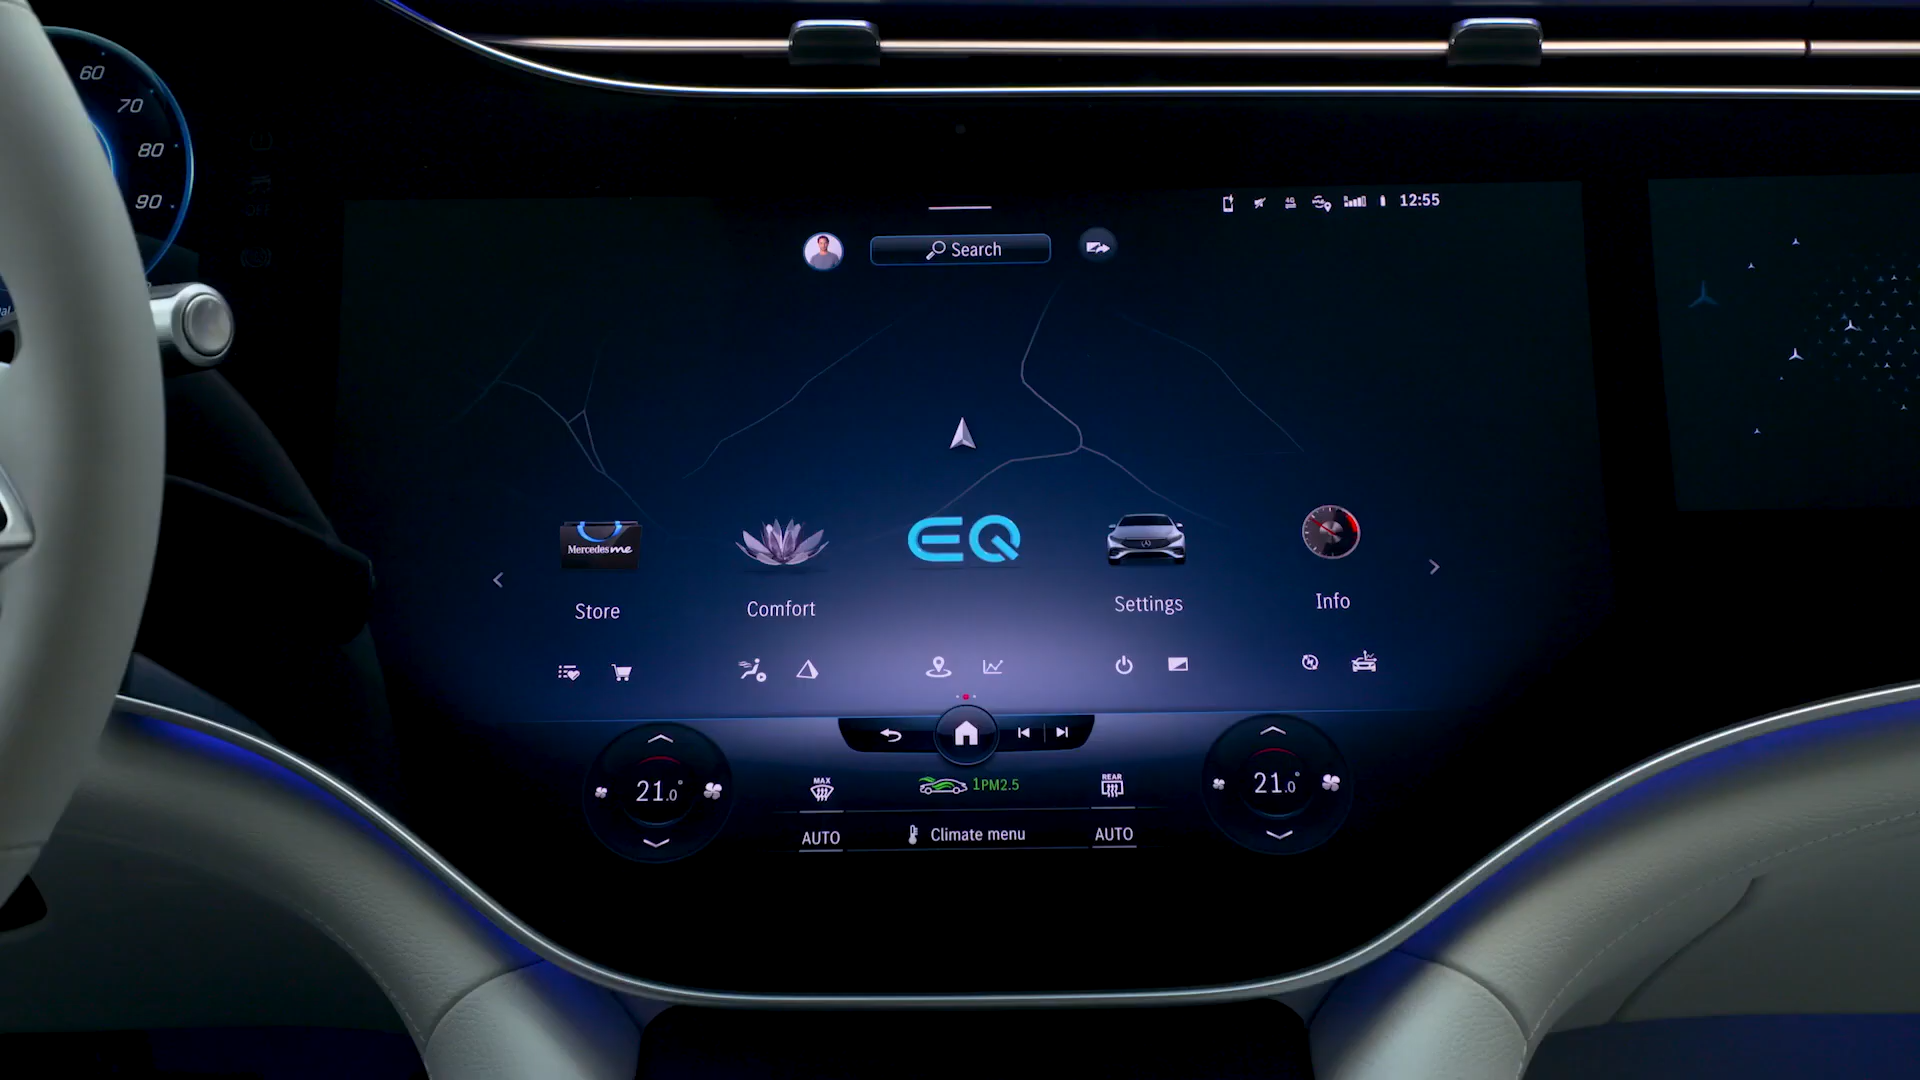 60
70
80
90
4G
12:55
Search
Mercedes me
EQ
Store
Comfort
Settings
Info
21.0°
MAX
1PM2.5
REAR
21.0°
AUTO
Climate menu
AUTO